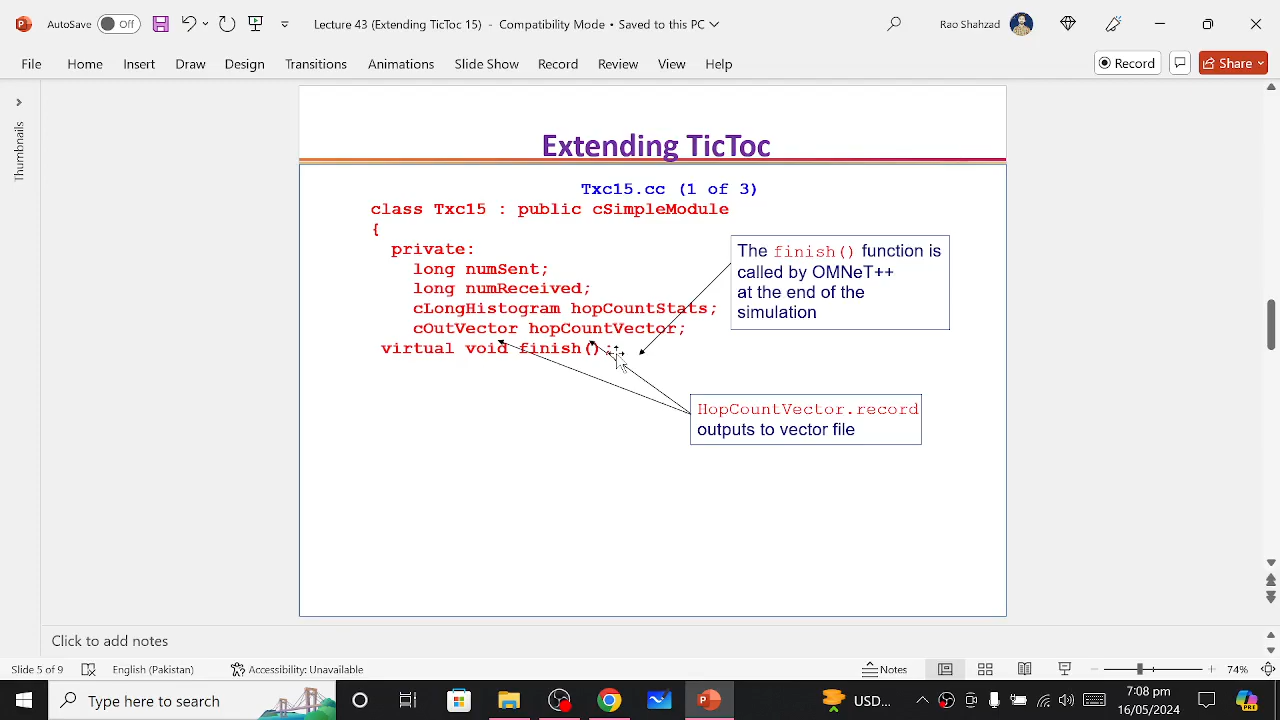 AutoSave Off
Lecture 43 (Extending TicToc 15) - Compatibility Mode • Saved to this PC
Rao Shahzad
File Home Insert Draw Design Transitions Animations Slide Show Record Review View Help
Record
Share
Thumbnails
Extending TicToc
Txc15.cc (1 of 3)
class Txc15 : public cSimpleModule
{
private:
long numSent;
long numReceived;
cLongHistogram hopCountStats;
cOutVector hopCountVector;
virtual void finish();
The finish() function is
called by OMNeT++
at the end of the
simulation
HopCountVector.record
outputs to vector file
Click to add notes
Slide 5 of 9
English (Pakistan)
Accessibility: Unavailable
Notes
74%
Type here to search
USD...
7:08 pm
16/05/2024
PRE